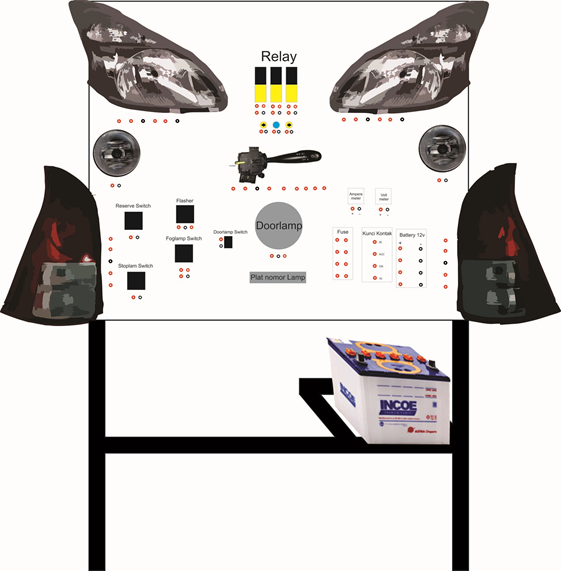 Relay
Ampere
meter
Volt
meter
Reserve Switch
Flasher
Doorlamp
Doorlamp Switch
Foglamp Switch
Fuse
Kunci Kontak
Battery 12v
Stoplam Switch
Plat nomor Lamp
INCOE
INCOE